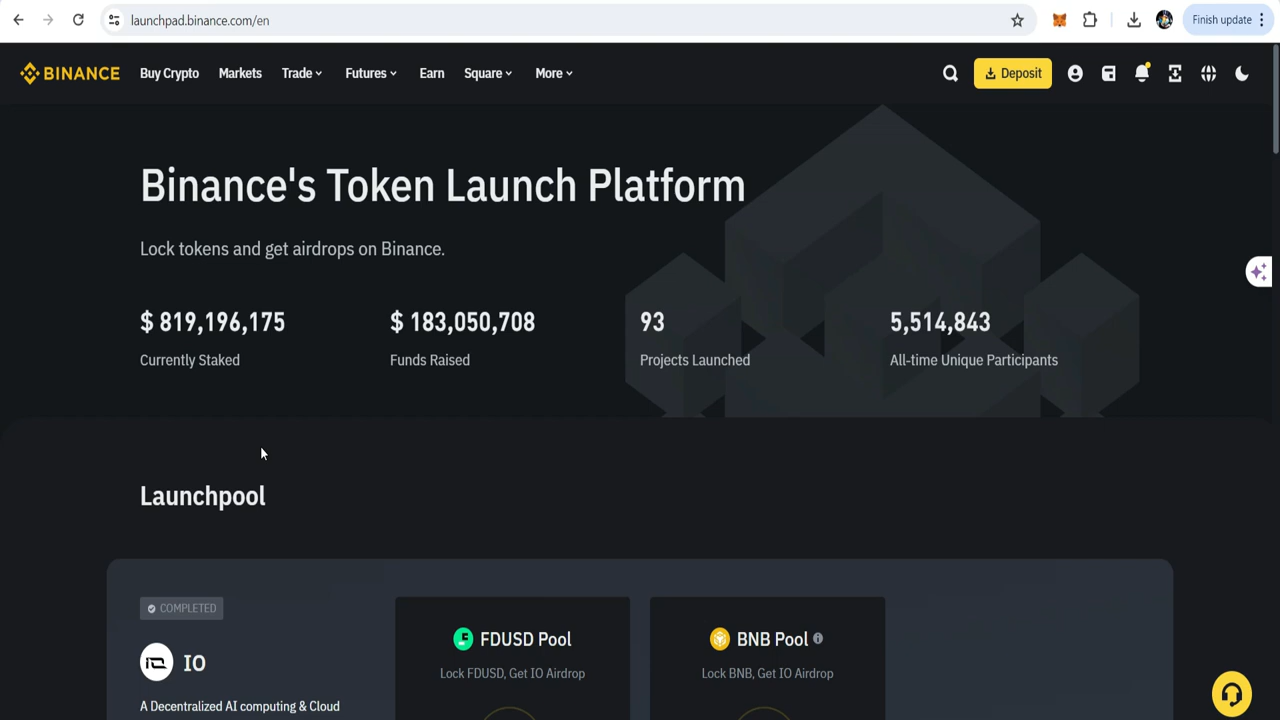 launchpad.binance.com/en
Finish update
BINANCE Buy Crypto Markets Trade Futures Earn Square More Deposit
Binance's Token Launch Platform
Lock tokens and get airdrops on Binance.
$ 819,196,175 $ 183,050,708 93 5,514,843
Currently Staked Funds Raised Projects Launched All-time Unique Participants
Launchpool
COMPLETED
IO
A Decentralized AI computing & Cloud
FDUSD Pool
Lock FDUSD, Get IO Airdrop
BNB Pool
Lock BNB, Get IO Airdrop